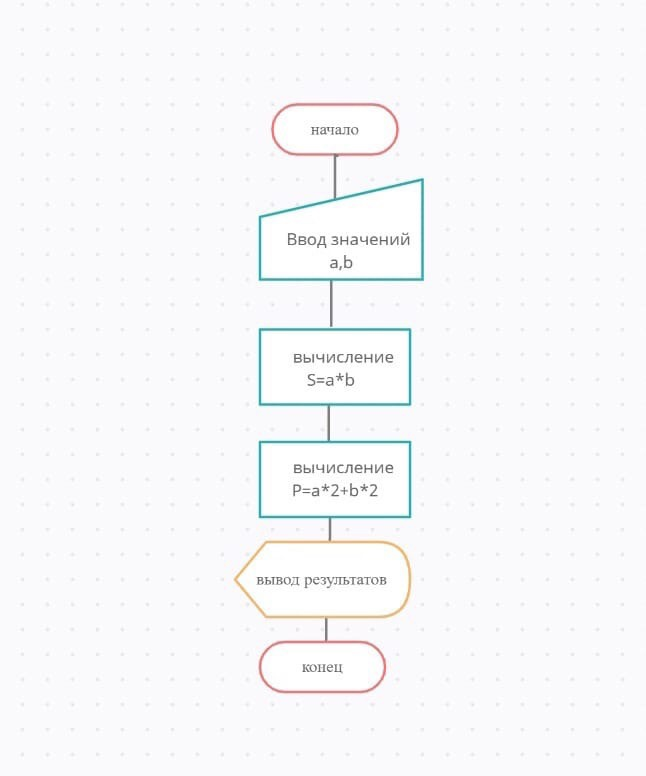 начало
Ввод значений
a,b
вычисление
S=a*b
вычисление
P=a*2+b*2
вывод результатов
конец